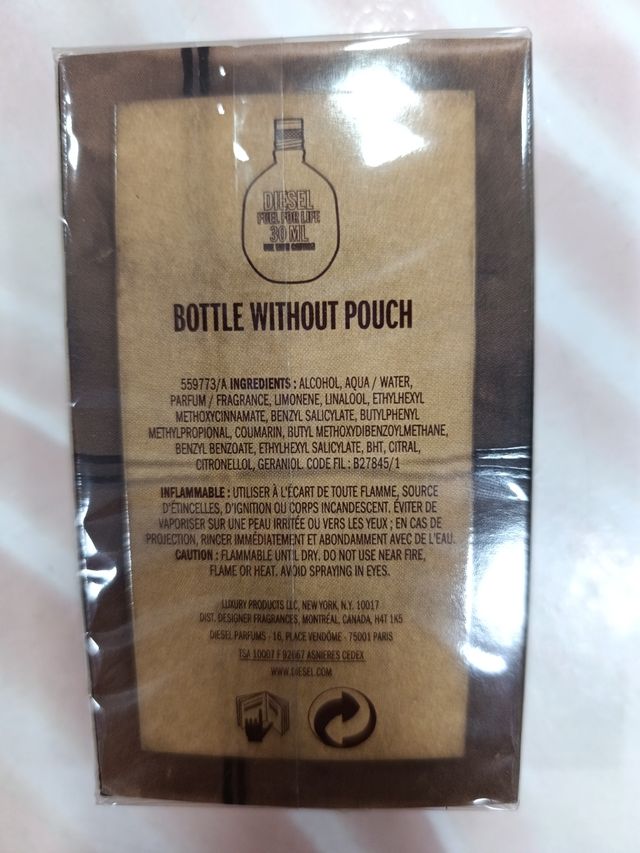 DIESEL
FUEL FOR LIFE
30 ML
USE WITH CAUTION
BOTTLE WITHOUT POUCH
559773/A INGREDIENTS : ALCOHOL, AQUA / WATER,
PARFUM / FRAGRANCE, LIMONENE, LINALOOL, ETHYLHEXYL
METHOXYCINNAMATE, BENZYL SALICYLATE, BUTYLPHENYL
METHYLPROPIONAL, COUMARIN, BUTYL METHOXYDIBENZOYLMETHANE,
BENZYL BENZOATE, ETHYLHEXYL SALICYLATE, BHT, CITRAL,
CITRONELLOL, GERANIOL. CODE FIL : B27845/1
INFLAMMABLE : UTILISER À L'ÉCART DE TOUTE FLAMME, SOURCE
D'ÉTINCELLES, D'IGNITION OU CORPS INCANDESCENT. ÉVITER DE
VAPORISER SUR UNE PEAU IRRITÉE OU VERS LES YEUX ; EN CAS DE
PROJECTION, RINCER IMMÉDIATEMENT ET ABONDAMMENT AVEC DE L'EAU.
CAUTION : FLAMMABLE UNTIL DRY. DO NOT USE NEAR FIRE,
FLAME OR HEAT. AVOID SPRAYING IN EYES.
LUXURY PRODUCTS LLC, NEW YORK, N.Y. 10017
DIST. DESIGNER FRAGRANCES, MONTRÉAL, CANADA, H4T 1K5
DIESEL PARFUMS - 16, PLACE VENDÔME - 75001 PARIS
TSA 10007 F 92667 ASNIERES CEDEX
WWW.DIESEL.COM